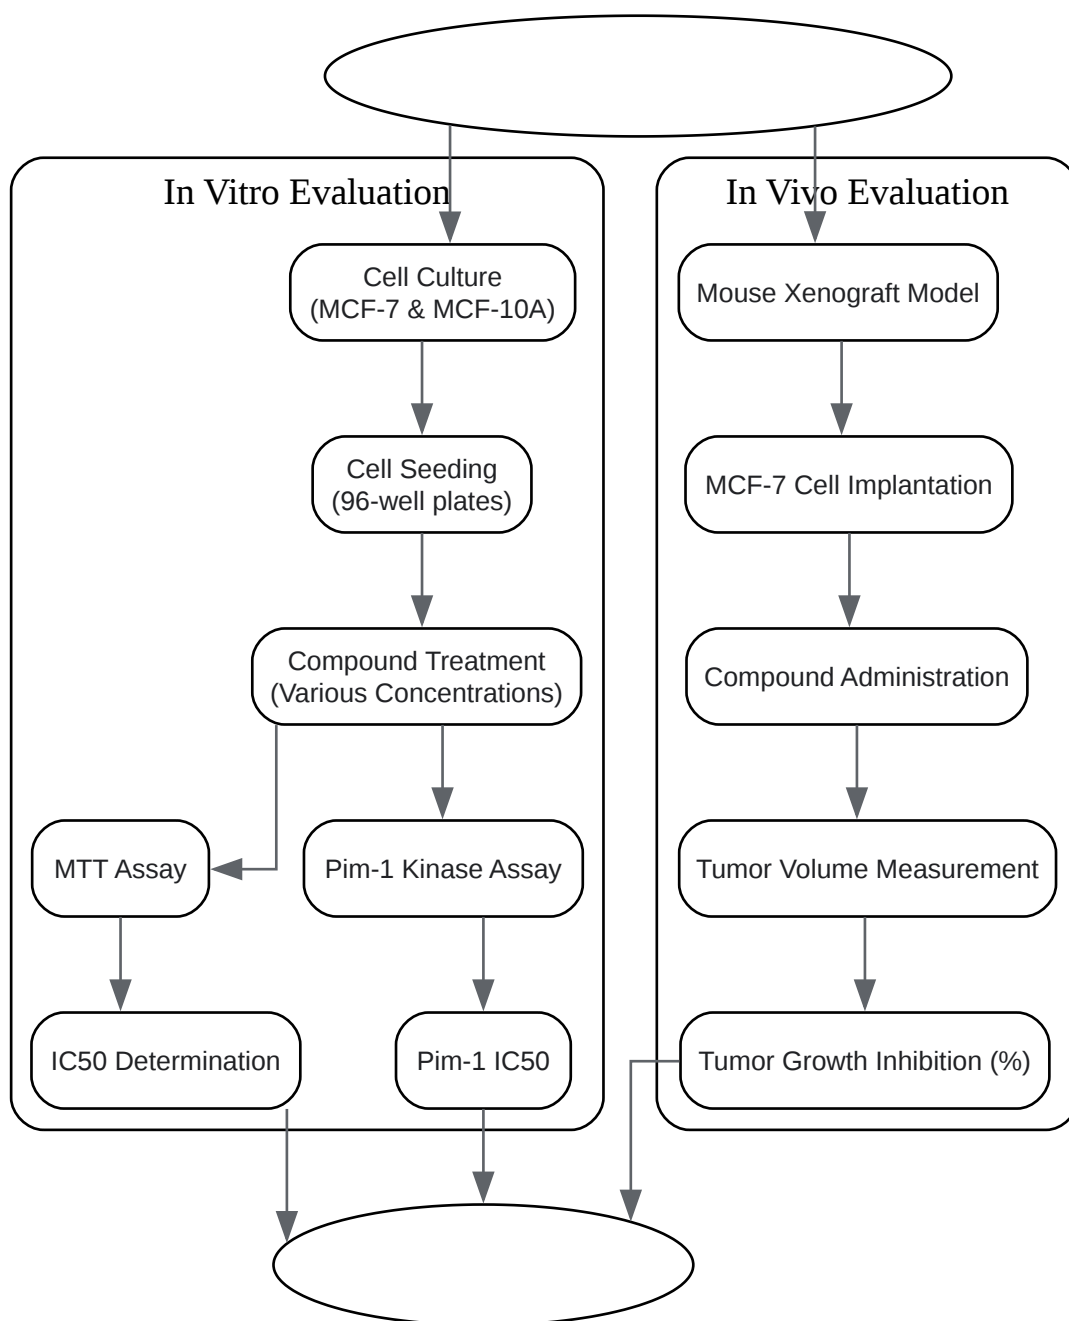 In Vitro Evaluation
In Vivo Evaluation
Cell Culture
(MCF-7 & MCF-10A)
Mouse Xenograft Model
Cell Seeding
(96-well plates)
MCF-7 Cell Implantation
Compound Treatment
(Various Concentrations)
Compound Administration
MTT Assay
Pim-1 Kinase Assay
Tumor Volume Measurement
IC50 Determination
Pim-1 IC50
Tumor Growth Inhibition (%)